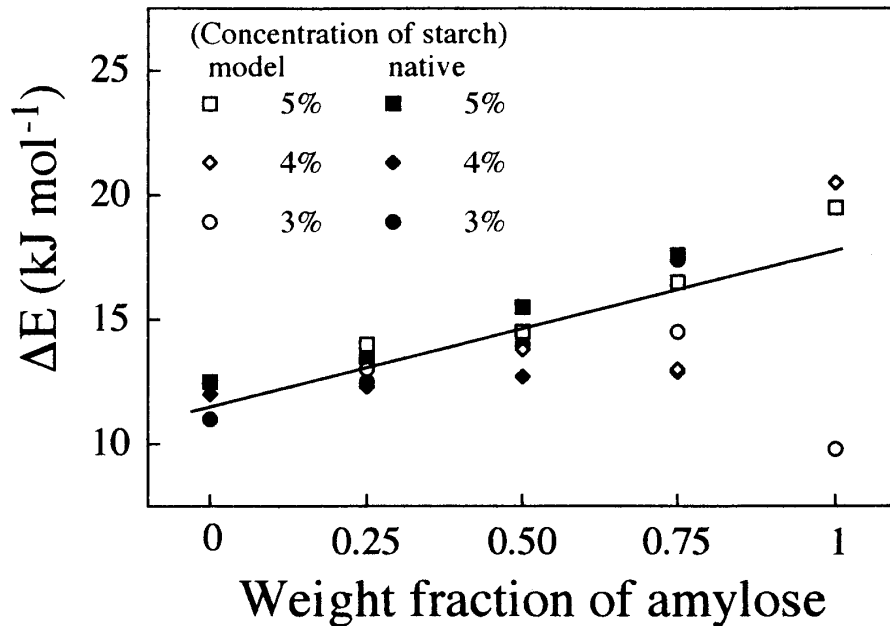 (Concentration of starch)
model native
5% 5%
4% 4%
3% 3%
25
20
15
10
ΔE (kJ mol⁻¹)
0 0.25 0.50 0.75 1
Weight fraction of amylose